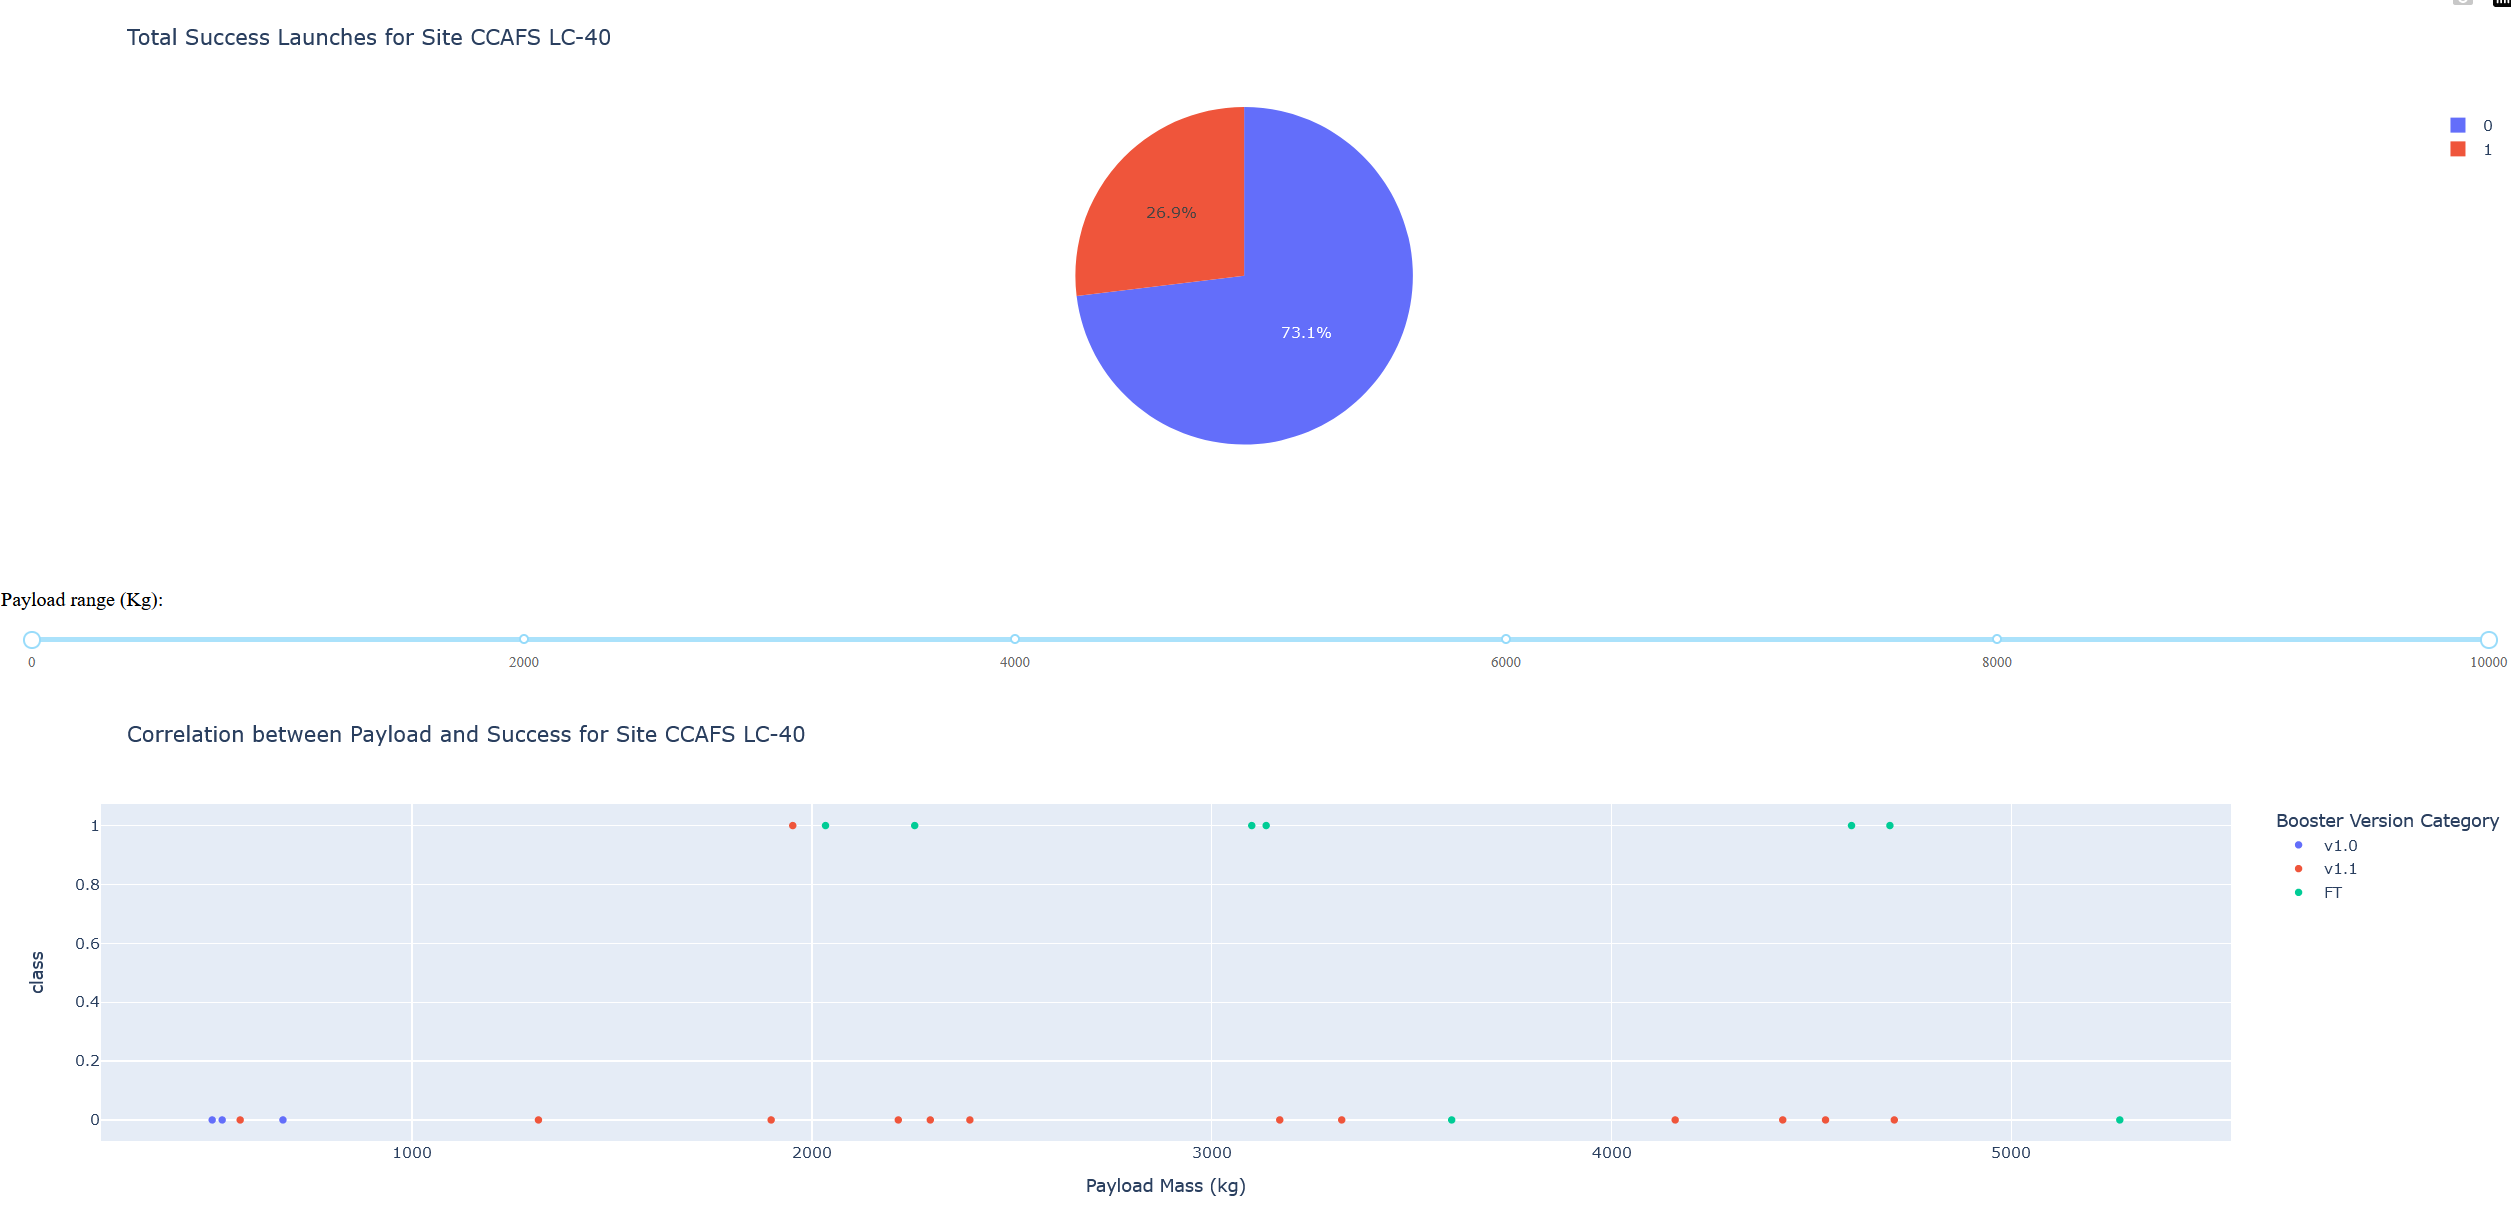 Total Success Launches for Site CCAFS LC-40
0
1
26.9%
73.1%
Payload range (Kg):
0 2000 4000 6000 8000 10000
Correlation between Payload and Success for Site CCAFS LC-40
Booster Version Category
v1.0
v1.1
FT
1
0.8
0.6
0.4
0.2
0
class
1000 2000 3000 4000 5000
Payload Mass (kg)